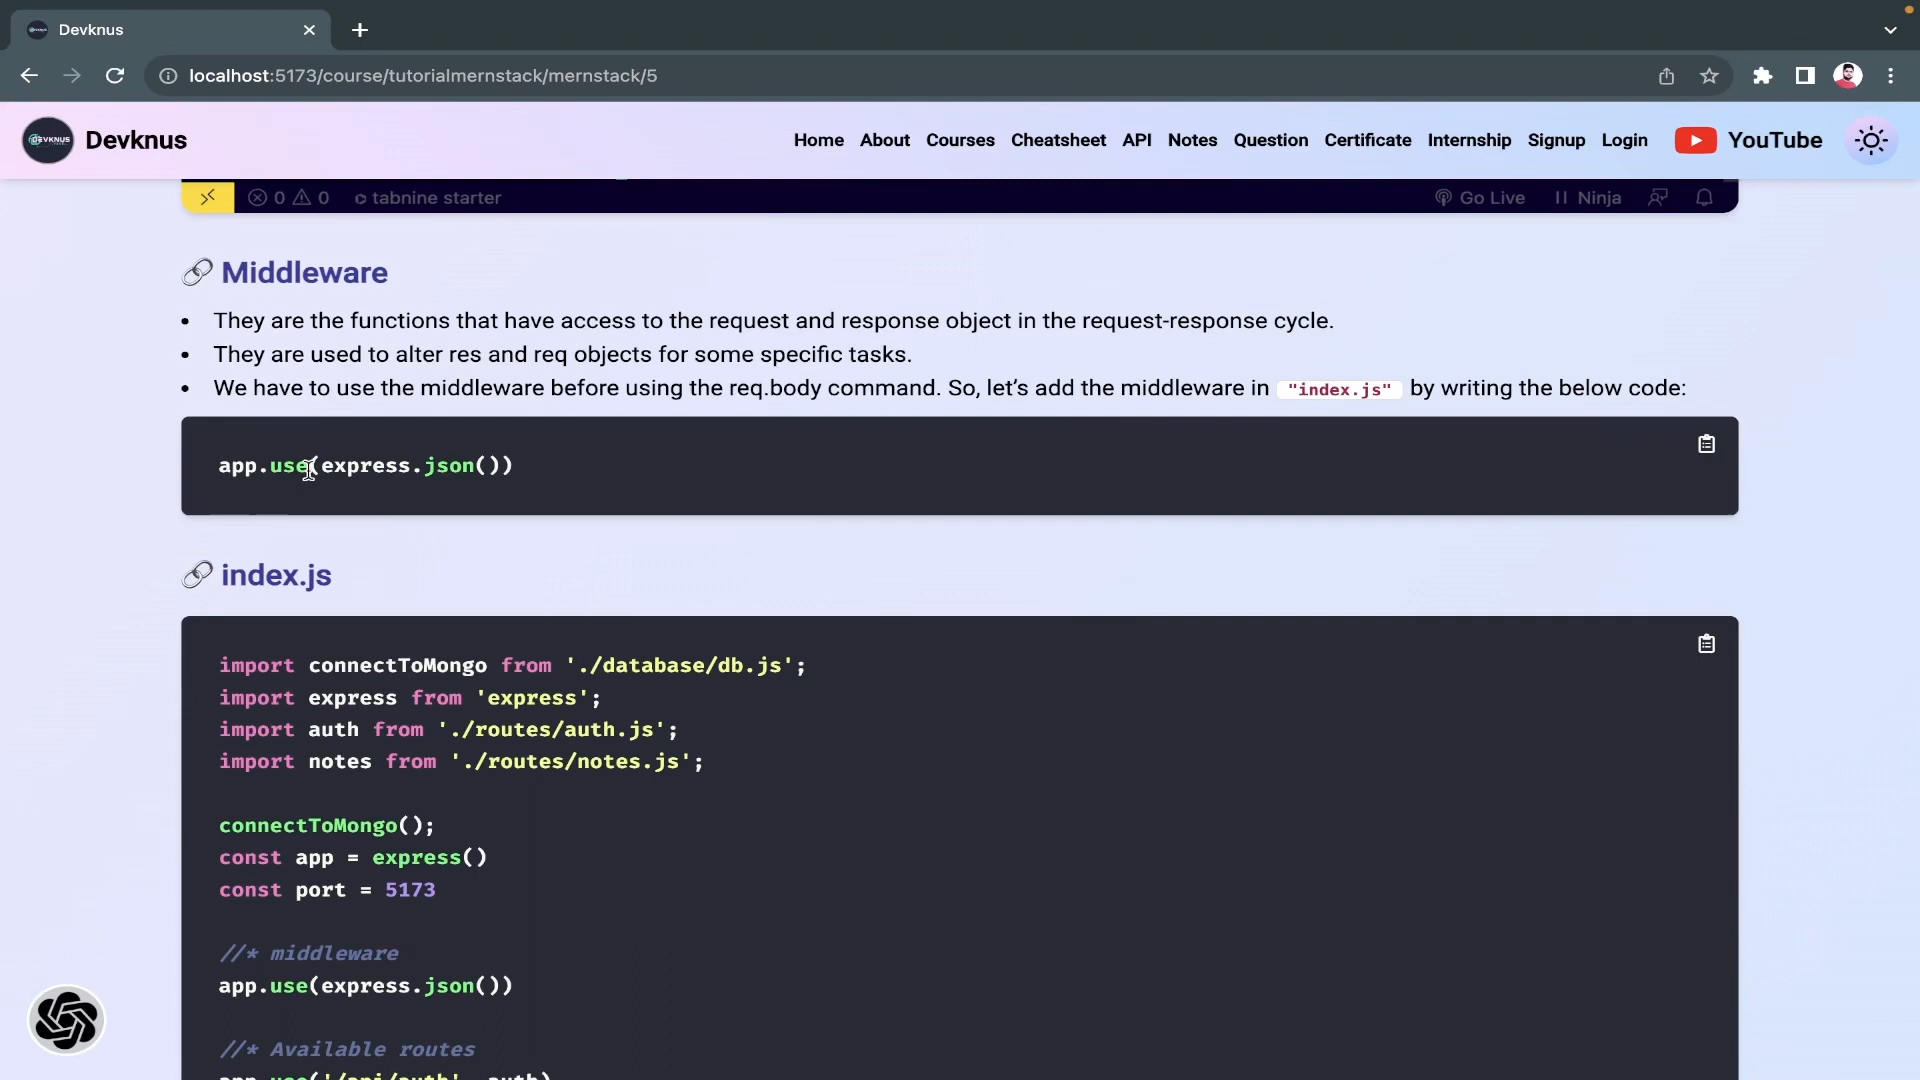 Devknus
localhost:5173/course/tutorialmernstack/mernstack/5
DEVKNUS
Devknus
Home About Courses Cheatsheet API Notes Question Certificate Internship Signup Login YouTube
0 0 tabnine starter
Go Live Ninja
Middleware
• They are the functions that have access to the request and response object in the request-response cycle.
• They are used to alter res and req objects for some specific tasks.
• We have to use the middleware before using the req.body command. So, let’s add the middleware in "index.js" by writing the below code:
app.use(express.json())
index.js
import connectToMongo from './database/db.js';
import express from 'express';
import auth from './routes/auth.js';
import notes from './routes/notes.js';
connectToMongo();
const app = express()
const port = 5173
//* middleware
app.use(express.json())
//* Available routes
app.use('/api/auth', auth)